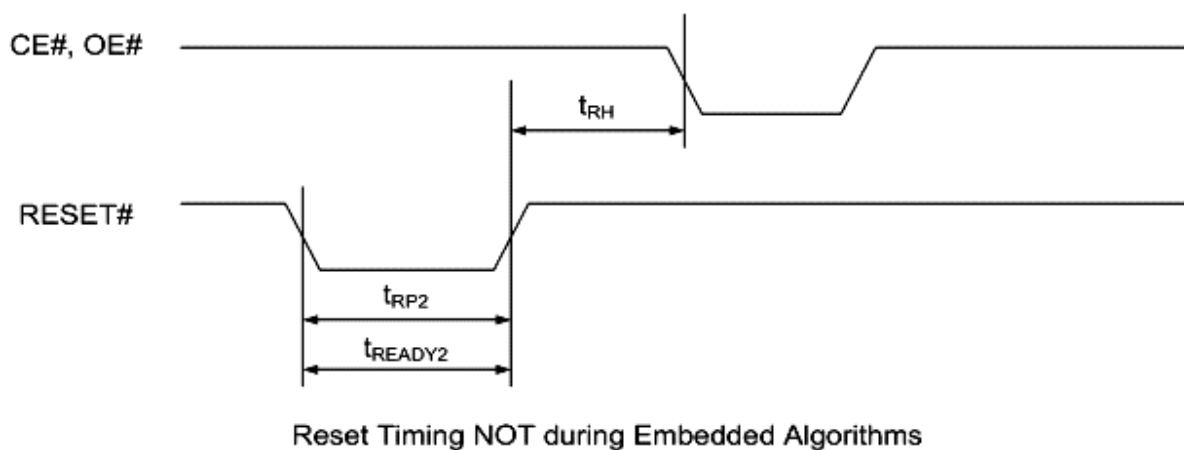 CE#, OE#
tRH
RESET#
tRP2
tREADY2
Reset Timing NOT during Embedded Algorithms